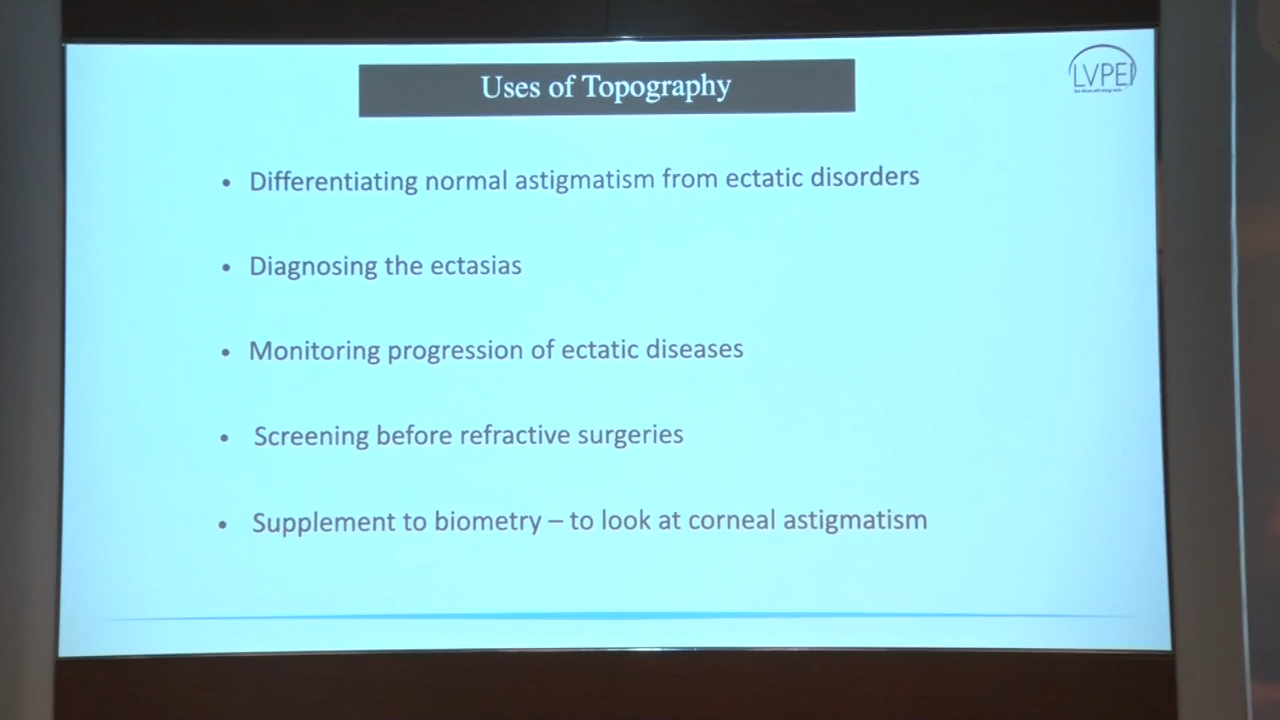 Uses of Topography
LVPEI
• Differentiating normal astigmatism from ectatic disorders
• Diagnosing the ectasias
• Monitoring progression of ectatic diseases
• Screening before refractive surgeries
• Supplement to biometry – to look at corneal astigmatism